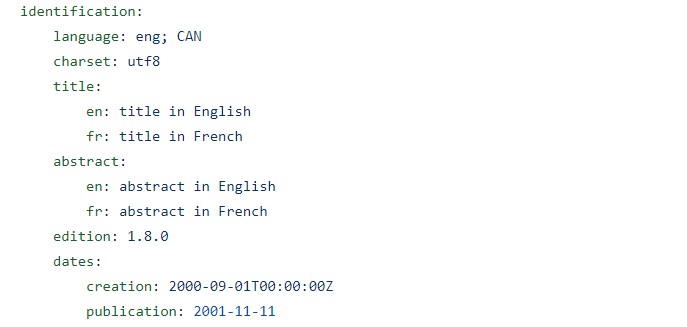 identification:
    language: eng; CAN
    charset: utf8
    title:
        en: title in English
        fr: title in French
    abstract:
        en: abstract in English
        fr: abstract in French
    edition: 1.8.0
    dates:
        creation: 2000-09-01T00:00:00Z
        publication: 2001-11-11